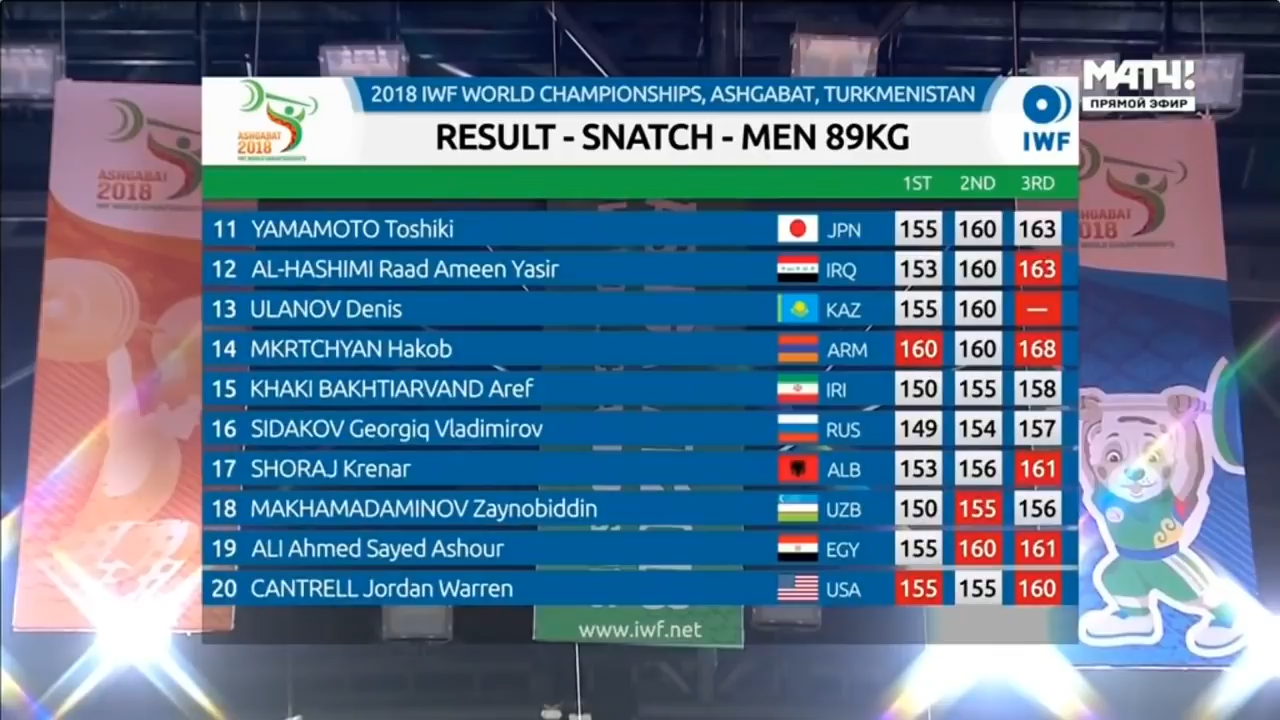 2018 IWF WORLD CHAMPIONSHIPS, ASHGABAT, TURKMENISTAN
МАТЧ!
ПРЯМОЙ ЭФИР
ASHGABAT
2018
RESULT - SNATCH - MEN 89KG
IWF
1ST 2ND 3RD
ASHGABAT
2018
11 YAMAMOTO Toshiki JPN 155 160 163
12 AL-HASHIMI Raad Ameen Yasir IRQ 153 160 163
13 ULANOV Denis KAZ 155 160 —
14 MKRTCHYAN Hakob ARM 160 160 168
15 KHAKI BAKHTIARVAND Aref IRI 150 155 158
16 SIDAKOV Georgiq Vladimirov RUS 149 154 157
17 SHORAJ Krenar ALB 153 156 161
18 MAKHAMADAMINOV Zaynobiddin UZB 150 155 156
19 ALI Ahmed Sayed Ashour EGY 155 160 161
20 CANTRELL Jordan Warren USA 155 155 160
www.iwf.net